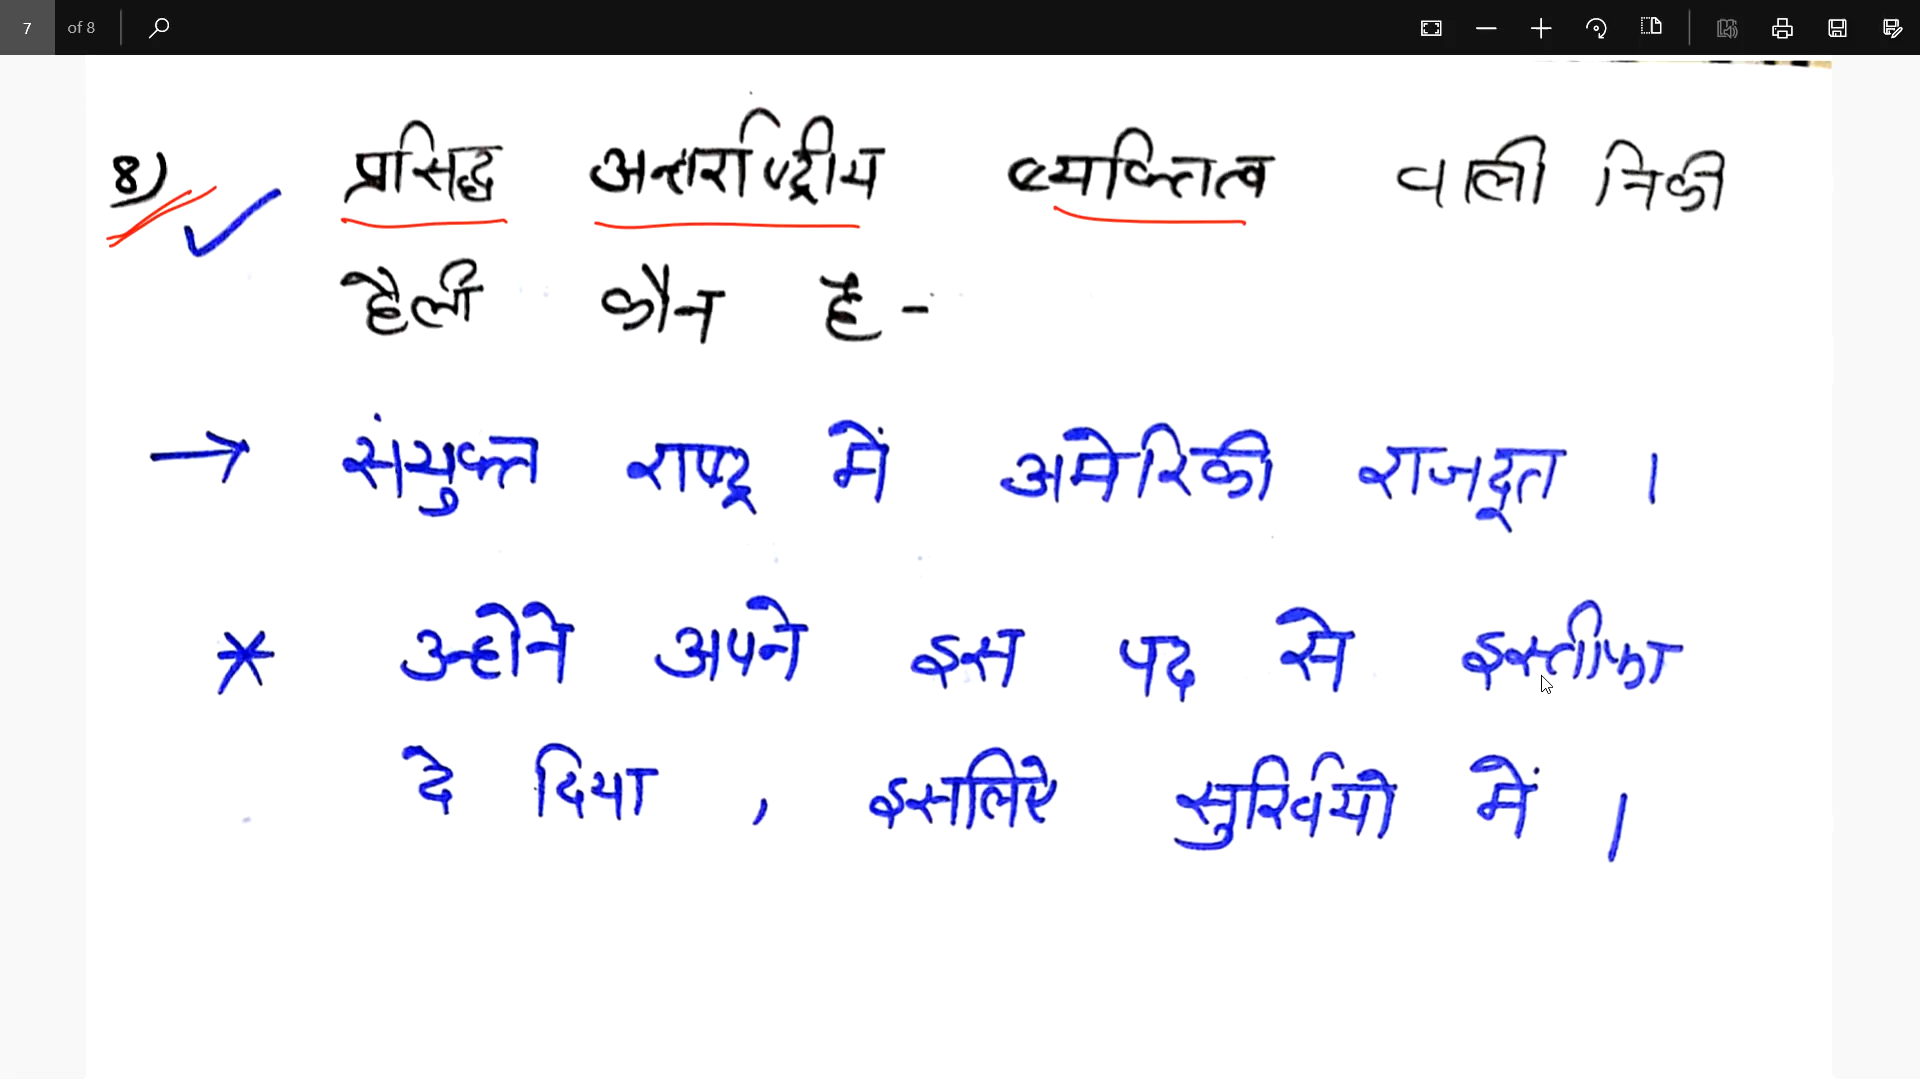 7 of 8
8) प्रसिद्ध अन्तर्राष्ट्रीय व्यक्तित्व वाली निकी
हैली कौन है -
→ संयुक्त राष्ट्र में अमेरिकी राजदूत ।
* उन्होने अपने इस पद से इस्तीफा
दे दिया , इसलिए सुर्खियो में ।